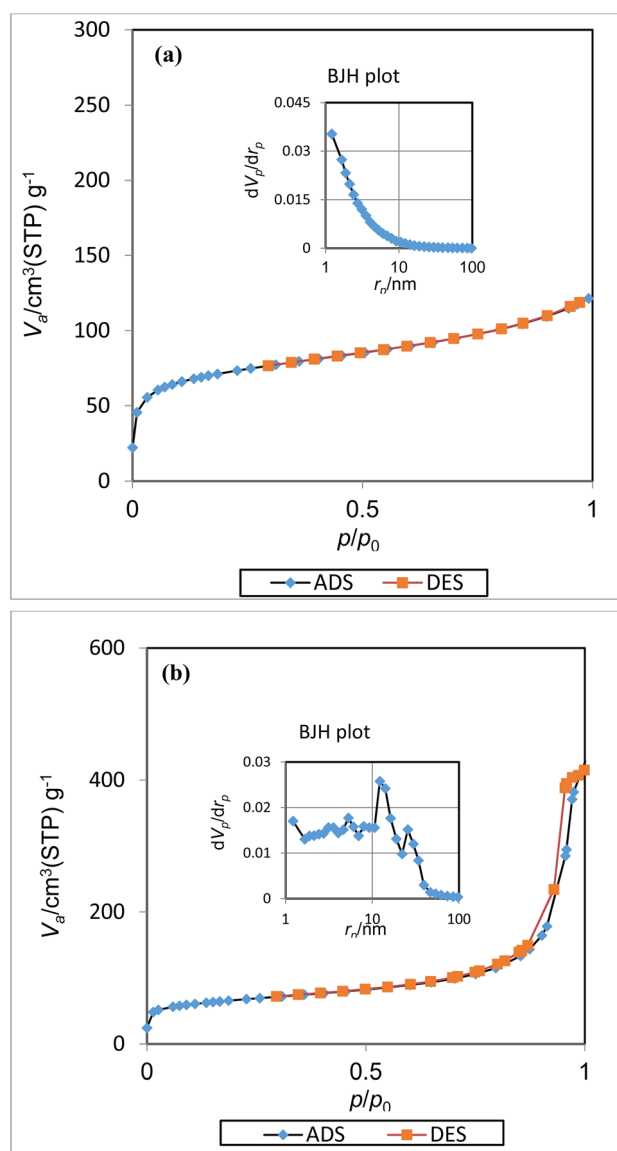 (a)
300
250
200
150
100
50
0
Va/cm³(STP) g⁻¹
BJH plot
0.045
0.03
0.015
0
dVp/drp
1 10 100
rp/nm
0 0.5 1
p/p₀
ADS DES
(b)
600
400
200
0
Va/cm³(STP) g⁻¹
BJH plot
0.03
0.02
0.01
0
dVp/drp
1 10 100
rp/nm
0 0.5 1
p/p₀
ADS DES